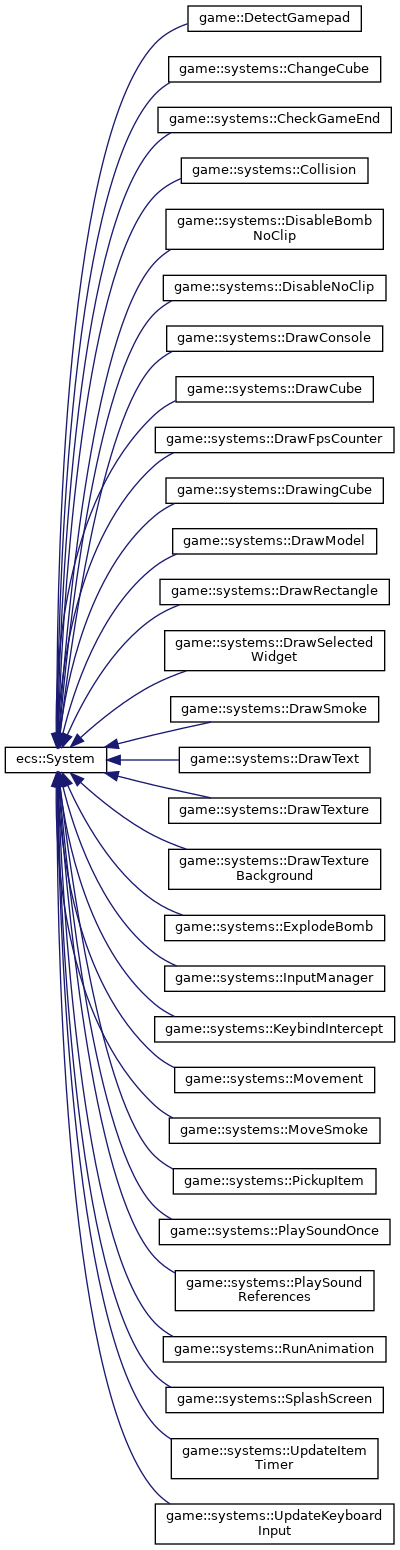 game::DetectGamepad
game::systems::ChangeCube
game::systems::CheckGameEnd
game::systems::Collision
game::systems::DisableBomb
NoClip
game::systems::DisableNoClip
game::systems::DrawConsole
game::systems::DrawCube
game::systems::DrawFpsCounter
game::systems::DrawingCube
game::systems::DrawModel
game::systems::DrawRectangle
game::systems::DrawSelected
Widget
game::systems::DrawSmoke
ecs::System
game::systems::DrawText
game::systems::DrawTexture
game::systems::DrawTexture
Background
game::systems::ExplodeBomb
game::systems::InputManager
game::systems::KeybindIntercept
game::systems::Movement
game::systems::MoveSmoke
game::systems::PickupItem
game::systems::PlaySoundOnce
game::systems::PlaySound
References
game::systems::RunAnimation
game::systems::SplashScreen
game::systems::UpdateItem
Timer
game::systems::UpdateKeyboard
Input